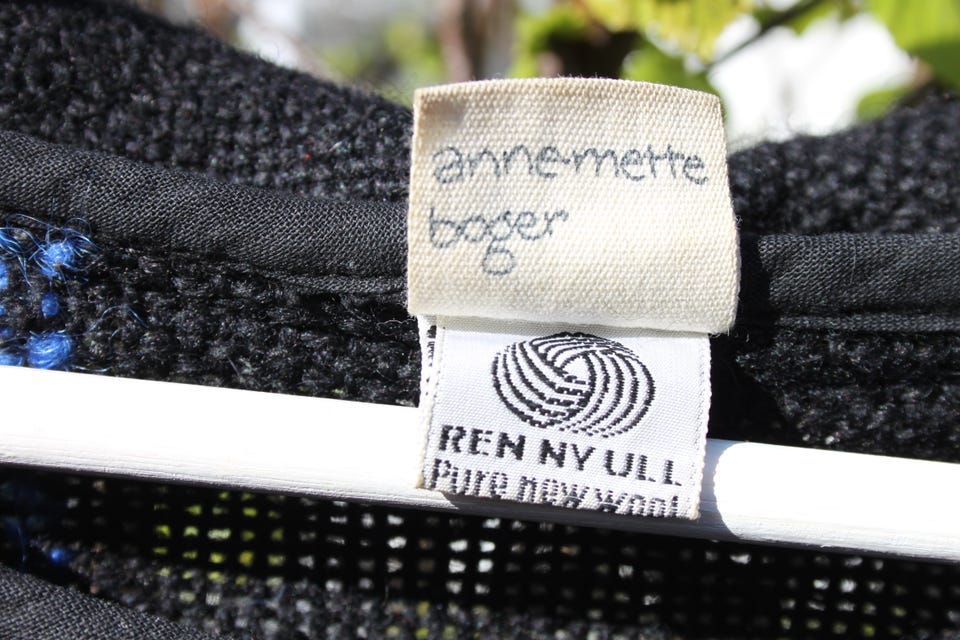 anne-mette
boger
REN NY ULL
Pure new wool